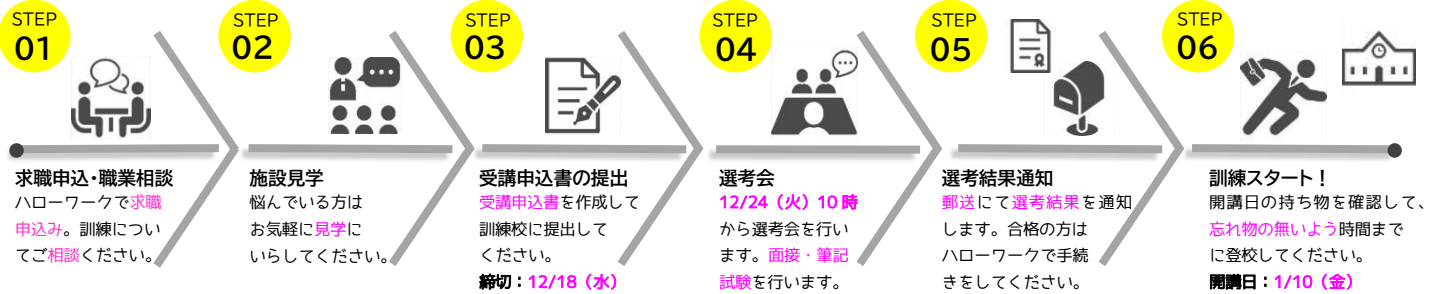 STEP
01
求職申込・職業相談
ハローワークで求職
申込み。訓練につい
てご相談ください。
STEP
02
施設見学
悩んでいる方は
お気軽に見学に
いらしてください。
STEP
03
受講申込書の提出
受講申込書を作成して
訓練校に提出して
ください。
締切：12/18（水）
STEP
04
選考会
12/24（火）10 時
から選考会を行い
ます。面接・筆記
試験を行います。
STEP
05
選考結果通知
郵送にて選考結果を通知
します。合格の方は
ハローワークで手続
きをしてください。
STEP
06
訓練スタート！
開講日の持ち物を確認して、
忘れ物の無いよう時間まで
に登校してください。
開講日：1/10（金）